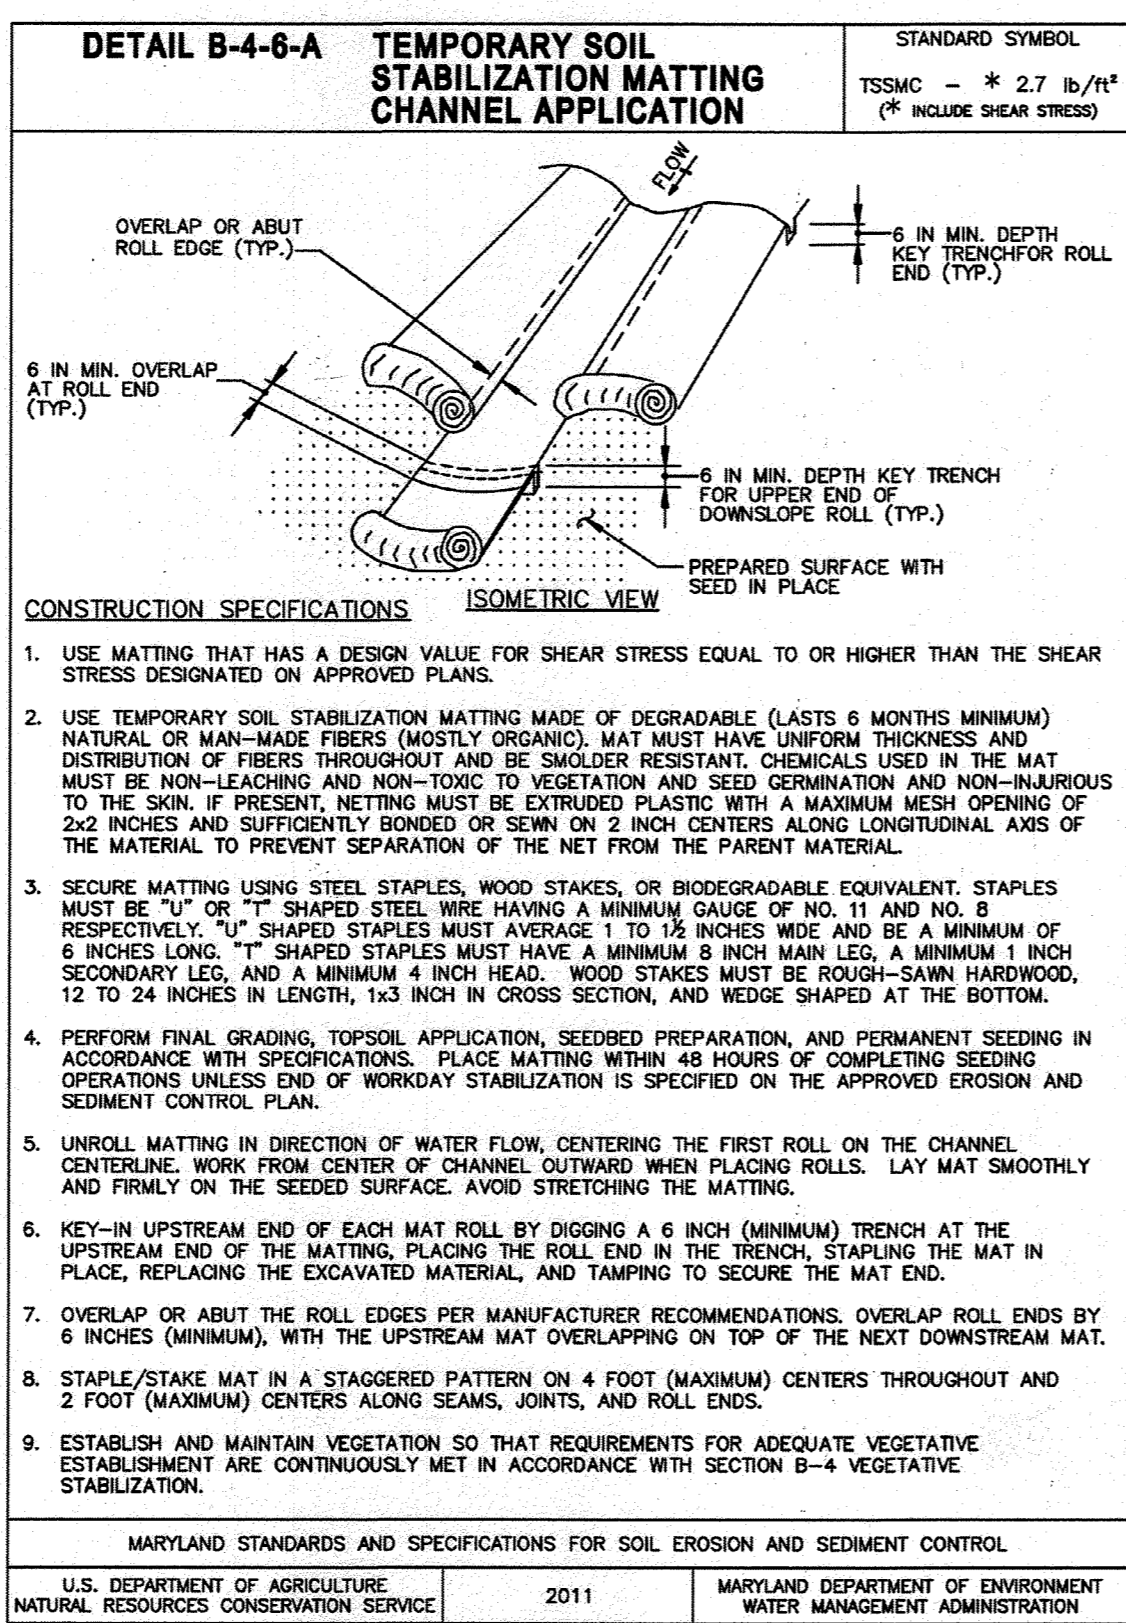 DETAIL B-4-6-A
TEMPORARY SOIL
STABILIZATION MATTING
CHANNEL APPLICATION
STANDARD SYMBOL
TSSMC - * 2.7 lb/ft²
(* INCLUDE SHEAR STRESS)
FLOW
OVERLAP OR ABUT
ROLL EDGE (TYP.)
6 IN MIN. DEPTH
KEY TRENCHFOR ROLL
END (TYP.)
6 IN MIN. OVERLAP
AT ROLL END
(TYP.)
6 IN MIN. DEPTH KEY TRENCH
FOR UPPER END OF
DOWNSLOPE ROLL (TYP.)
PREPARED SURFACE WITH
SEED IN PLACE
ISOMETRIC VIEW
CONSTRUCTION SPECIFICATIONS
1. USE MATTING THAT HAS A DESIGN VALUE FOR SHEAR STRESS EQUAL TO OR HIGHER THAN THE SHEAR
STRESS DESIGNATED ON APPROVED PLANS.
2. USE TEMPORARY SOIL STABILIZATION MATTING MADE OF DEGRADABLE (LASTS 6 MONTHS MINIMUM)
NATURAL OR MAN-MADE FIBERS (MOSTLY ORGANIC). MAT MUST HAVE UNIFORM THICKNESS AND
DISTRIBUTION OF FIBERS THROUGHOUT AND BE SMOLDER RESISTANT. CHEMICALS USED IN THE MAT
MUST BE NON-LEACHING AND NON-TOXIC TO VEGETATION AND SEED GERMINATION AND NON-INJURIOUS
TO THE SKIN. IF PRESENT, NETTING MUST BE EXTRUDED PLASTIC WITH A MAXIMUM MESH OPENING OF
2x2 INCHES AND SUFFICIENTLY BONDED OR SEWN ON 2 INCH CENTERS ALONG LONGITUDINAL AXIS OF
THE MATERIAL TO PREVENT SEPARATION OF THE NET FROM THE PARENT MATERIAL.
3. SECURE MATTING USING STEEL STAPLES, WOOD STAKES, OR BIODEGRADABLE EQUIVALENT. STAPLES
MUST BE "U" OR "T" SHAPED STEEL WIRE HAVING A MINIMUM GAUGE OF NO. 11 AND NO. 8
RESPECTIVELY. "U" SHAPED STAPLES MUST AVERAGE 1 TO 1½ INCHES WIDE AND BE A MINIMUM OF
6 INCHES LONG. "T" SHAPED STAPLES MUST HAVE A MINIMUM 8 INCH MAIN LEG, A MINIMUM 1 INCH
SECONDARY LEG, AND A MINIMUM 4 INCH HEAD. WOOD STAKES MUST BE ROUGH-SAWN HARDWOOD,
12 TO 24 INCHES IN LENGTH, 1x3 INCH IN CROSS SECTION, AND WEDGE SHAPED AT THE BOTTOM.
4. PERFORM FINAL GRADING, TOPSOIL APPLICATION, SEEDBED PREPARATION, AND PERMANENT SEEDING IN
ACCORDANCE WITH SPECIFICATIONS. PLACE MATTING WITHIN 48 HOURS OF COMPLETING SEEDING
OPERATIONS UNLESS END OF WORKDAY STABILIZATION IS SPECIFIED ON THE APPROVED EROSION AND
SEDIMENT CONTROL PLAN.
5. UNROLL MATTING IN DIRECTION OF WATER FLOW, CENTERING THE FIRST ROLL ON THE CHANNEL
CENTERLINE. WORK FROM CENTER OF CHANNEL OUTWARD WHEN PLACING ROLLS. LAY MAT SMOOTHLY
AND FIRMLY ON THE SEEDED SURFACE. AVOID STRETCHING THE MATTING.
6. KEY-IN UPSTREAM END OF EACH MAT ROLL BY DIGGING A 6 INCH (MINIMUM) TRENCH AT THE
UPSTREAM END OF THE MATTING, PLACING THE ROLL END IN THE TRENCH, STAPLING THE MAT IN
PLACE, REPLACING THE EXCAVATED MATERIAL, AND TAMPING TO SECURE THE MAT END.
7. OVERLAP OR ABUT THE ROLL EDGES PER MANUFACTURER RECOMMENDATIONS. OVERLAP ROLL ENDS BY
6 INCHES (MINIMUM), WITH THE UPSTREAM MAT OVERLAPPING ON TOP OF THE NEXT DOWNSTREAM MAT.
8. STAPLE/STAKE MAT IN A STAGGERED PATTERN ON 4 FOOT (MAXIMUM) CENTERS THROUGHOUT AND
2 FOOT (MAXIMUM) CENTERS ALONG SEAMS, JOINTS, AND ROLL ENDS.
9. ESTABLISH AND MAINTAIN VEGETATION SO THAT REQUIREMENTS FOR ADEQUATE VEGETATIVE
ESTABLISHMENT ARE CONTINUOUSLY MET IN ACCORDANCE WITH SECTION B-4 VEGETATIVE
STABILIZATION.
MARYLAND STANDARDS AND SPECIFICATIONS FOR SOIL EROSION AND SEDIMENT CONTROL
U.S. DEPARTMENT OF AGRICULTURE
NATURAL RESOURCES CONSERVATION SERVICE
2011
MARYLAND DEPARTMENT OF ENVIRONMENT
WATER MANAGEMENT ADMINISTRATION